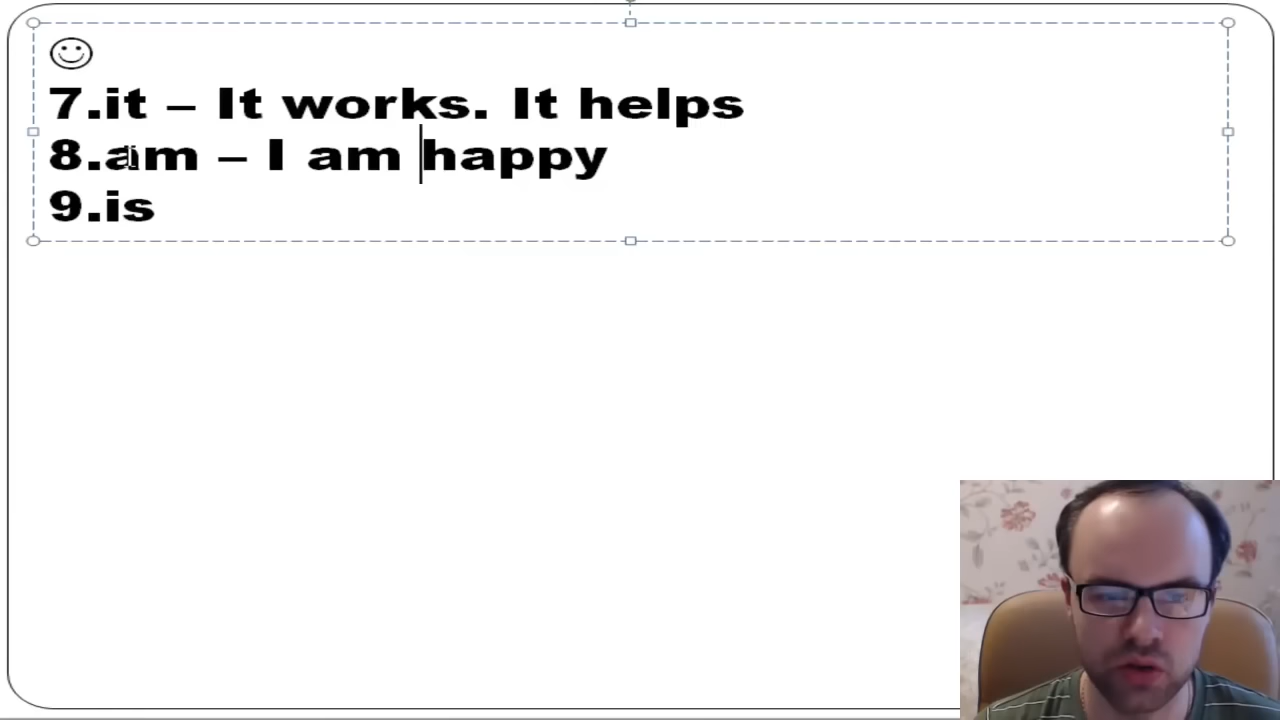 7.it – It works. It helps
8.am – I am happy
9.is